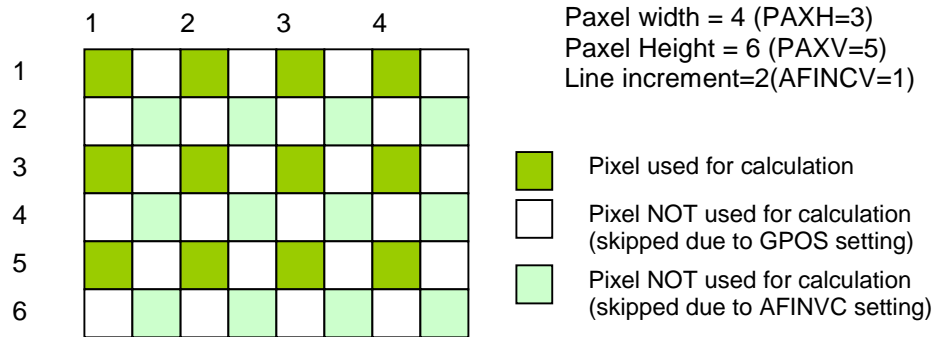 1 2 3 4
Paxel width = 4 (PAXH=3)
Paxel Height = 6 (PAXV=5)
Line increment=2(AFINCV=1)
1
2
3
4
5
6
Pixel used for calculation
Pixel NOT used for calculation
(skipped due to GPOS setting)
Pixel NOT used for calculation
(skipped due to AFINVC setting)